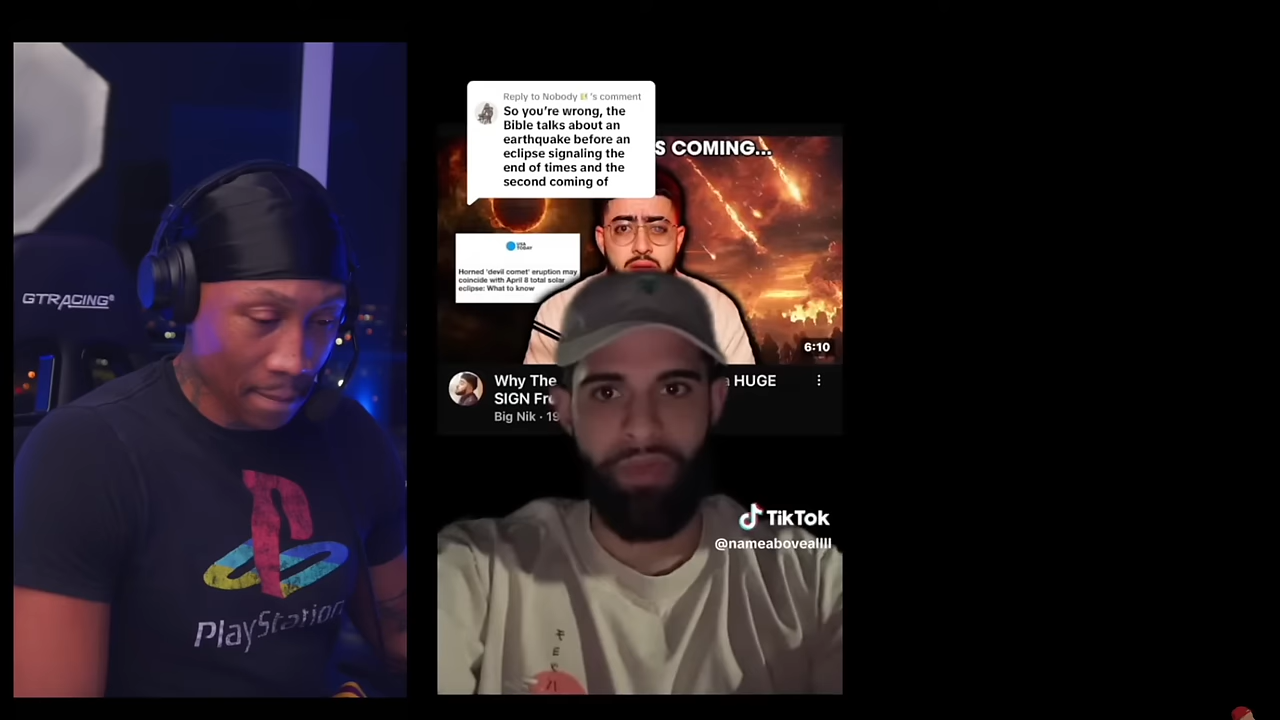 GTRACING
PlayStation
Reply to Nobody 's comment
So you're wrong, the
Bible talks about an
earthquake before an
eclipse signaling the
end of times and the
second coming of
S COMING...
USA
TODAY
Horned 'devil comet' eruption may
coincide with April 8 total solar
eclipse: What to know
6:10
Why The
HUGE
SIGN
Big Nik
TikTok
@nameaboveallll